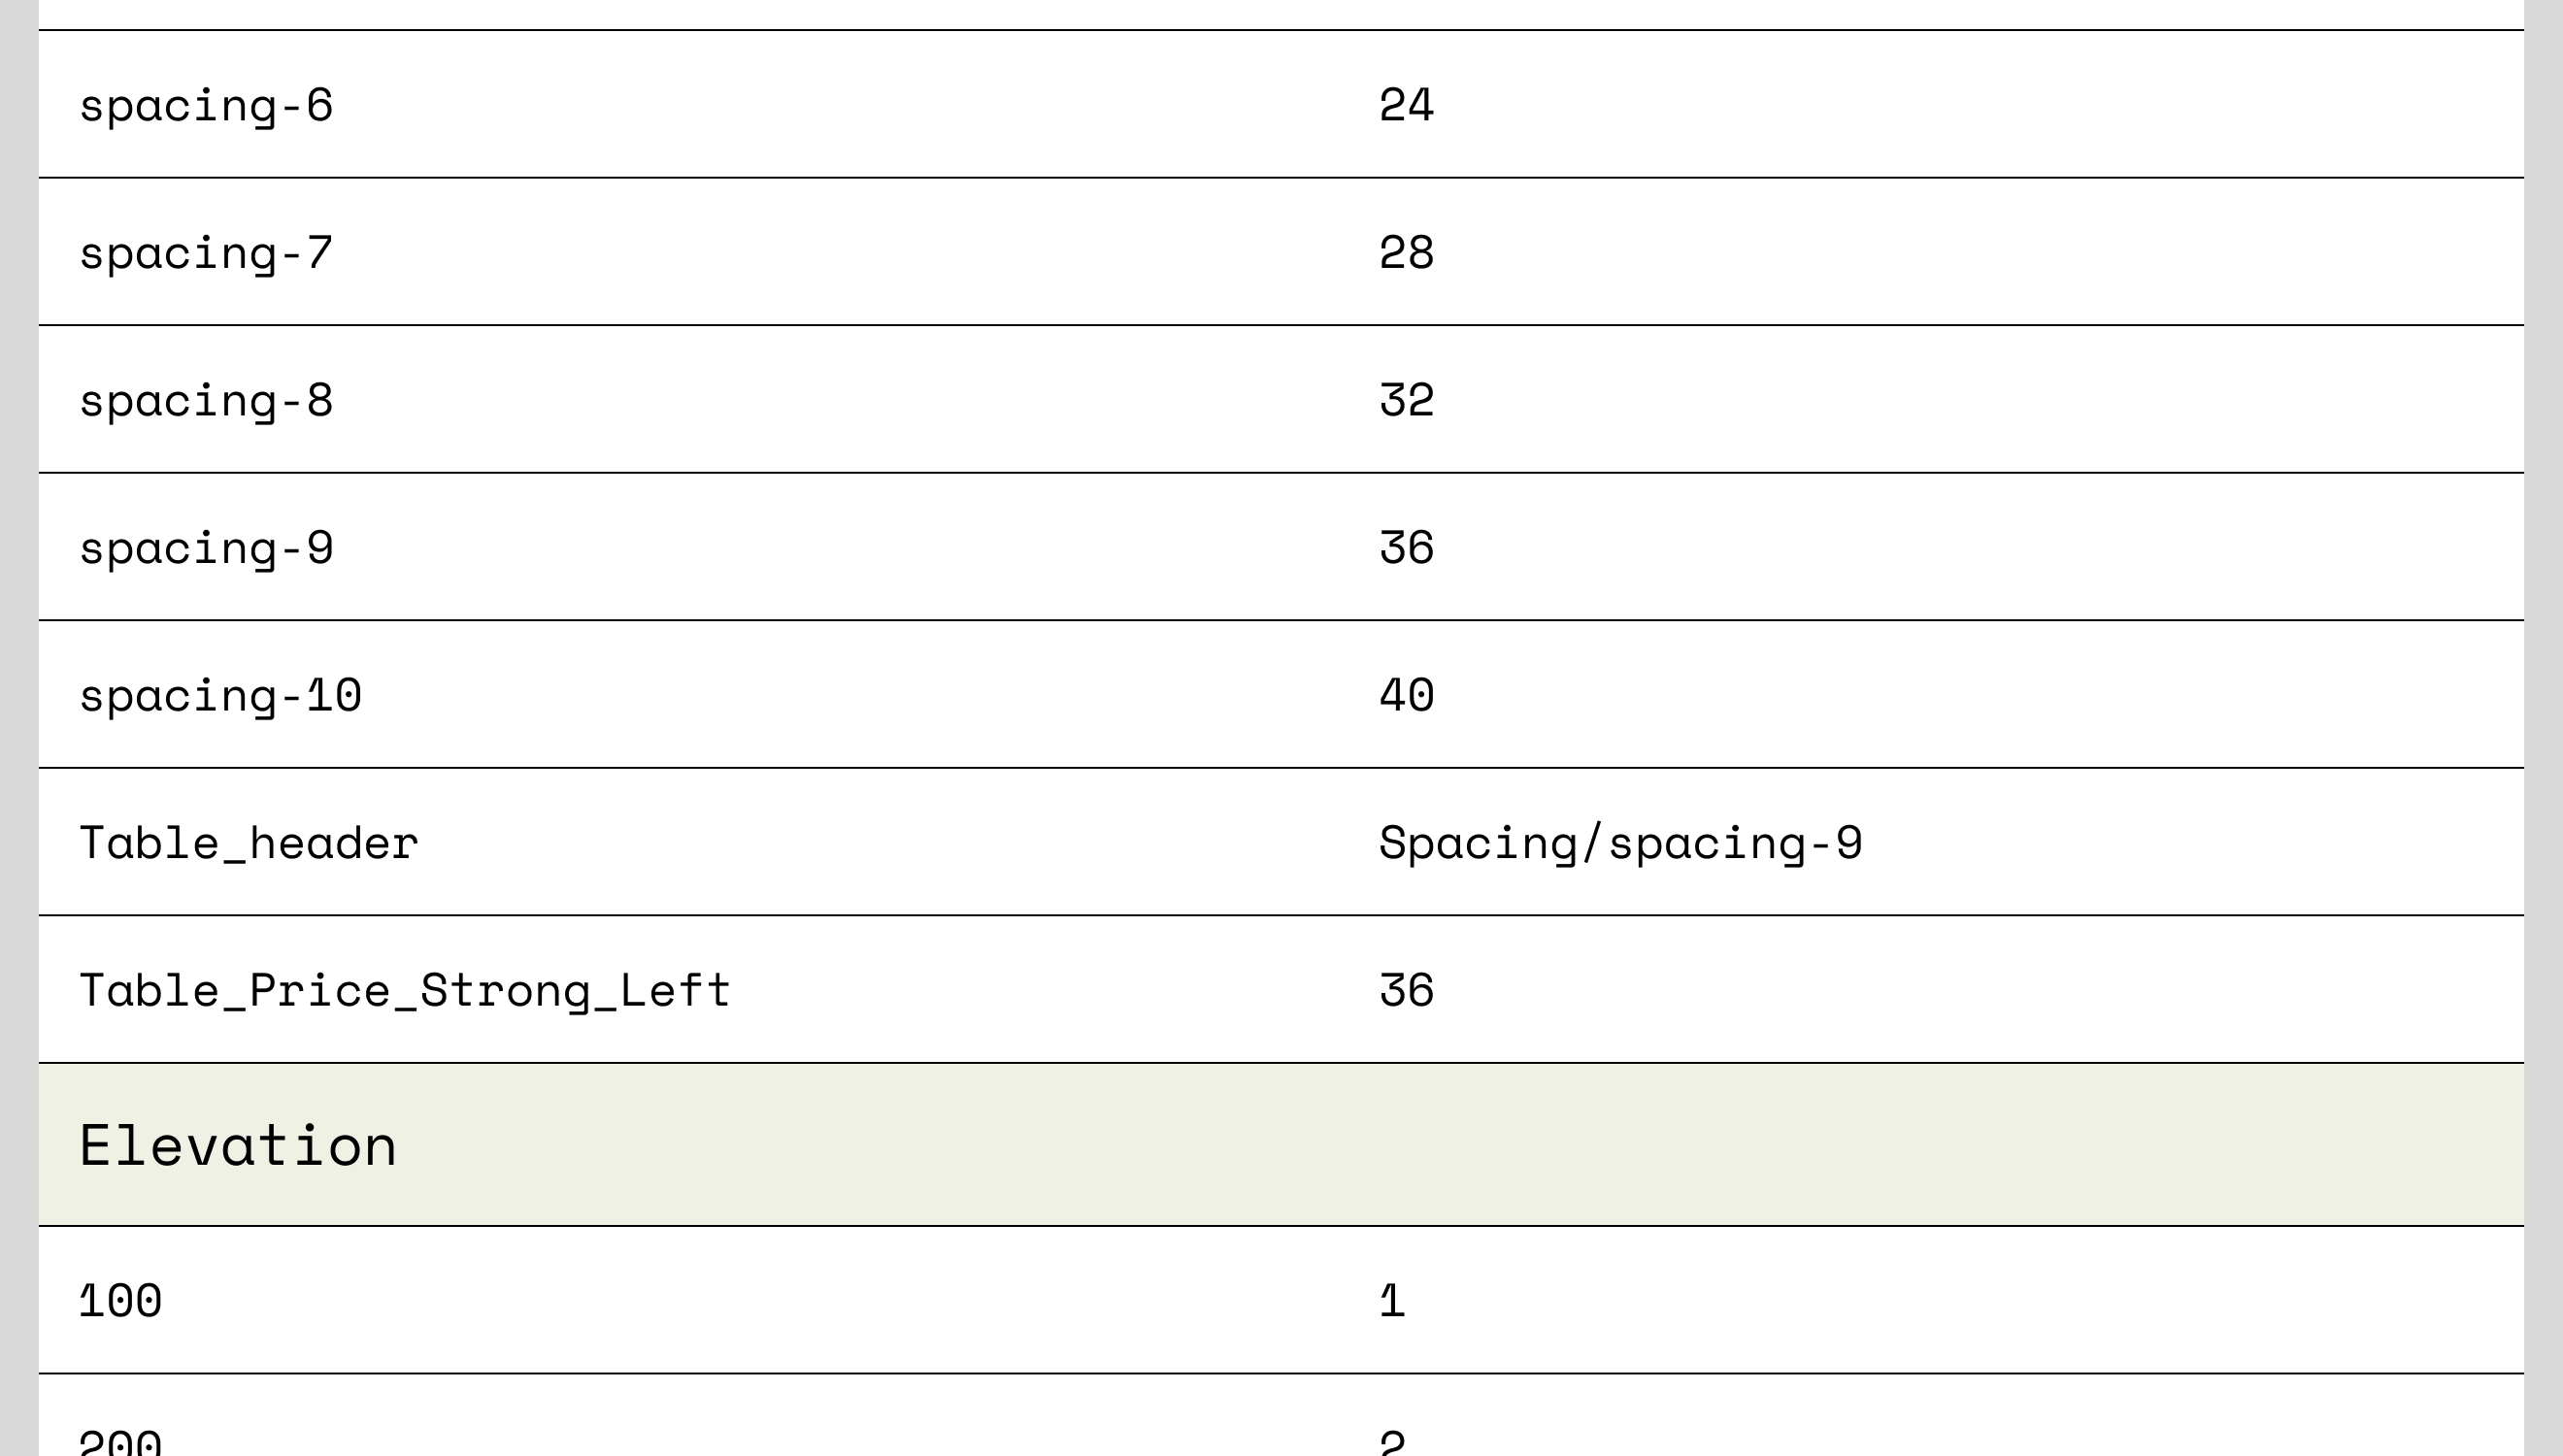 spacing-6 24
spacing-7 28
spacing-8 32
spacing-9 36
spacing-10 40
Table_header Spacing/spacing-9
Table_Price_Strong_Left 36
Elevation
100 1
200 2